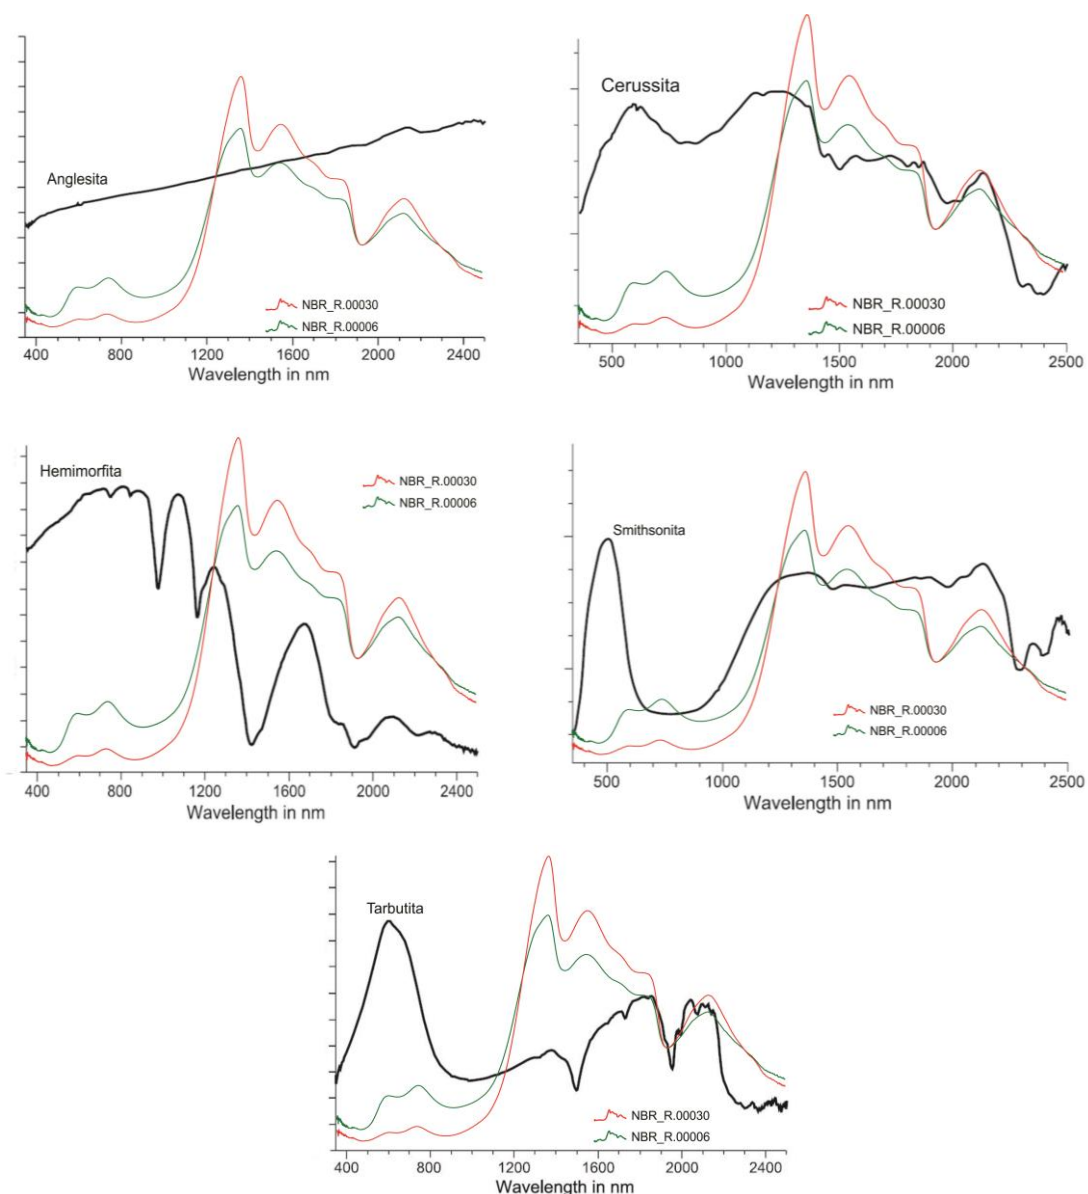 Anglesita
NBR_R.00030
NBR_R.00006
400 800 1200 1600 2000 2400
Wavelength in nm
Cerussita
NBR_R.00030
NBR_R.00006
500 1000 1500 2000 2500
Wavelength in nm
Hemimorfita
NBR_R.00030
NBR_R.00006
400 800 1200 1600 2000 2400
Wavelength in nm
Smithsonita
NBR_R.00030
NBR_R.00006
500 1000 1500 2000 2500
Wavelength in nm
Tarbutita
NBR_R.00030
NBR_R.00006
400 800 1200 1600 2000 2400
Wavelength in nm